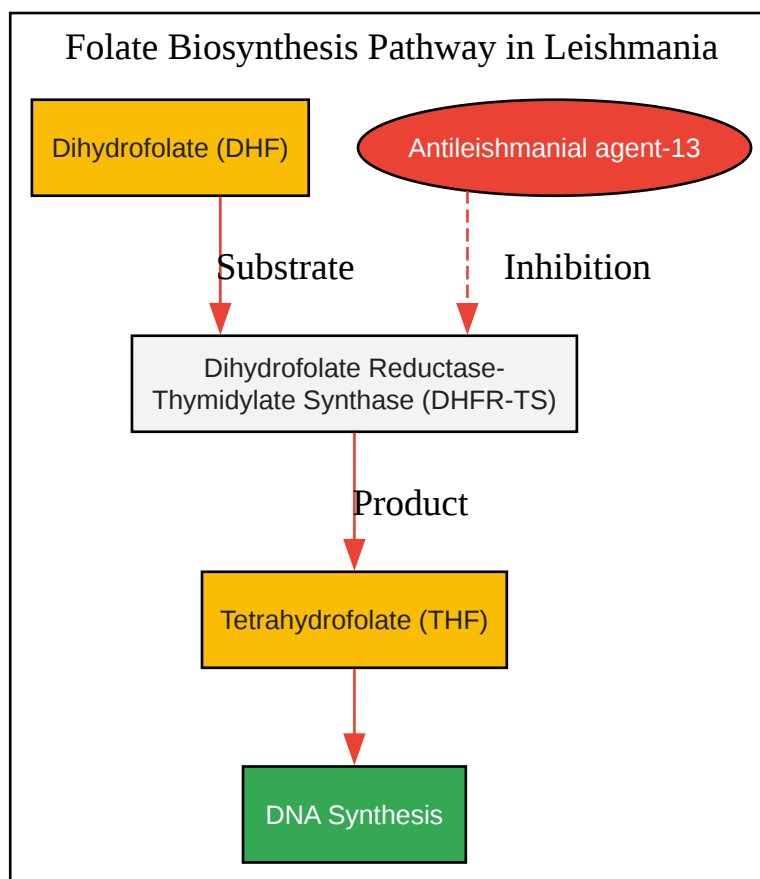 Folate Biosynthesis Pathway in Leishmania
Dihydrofolate (DHF)
Antileishmanial agent-13
Substrate
Inhibition
Dihydrofolate Reductase-
Thymidylate Synthase (DHFR-TS)
Product
Tetrahydrofolate (THF)
DNA Synthesis